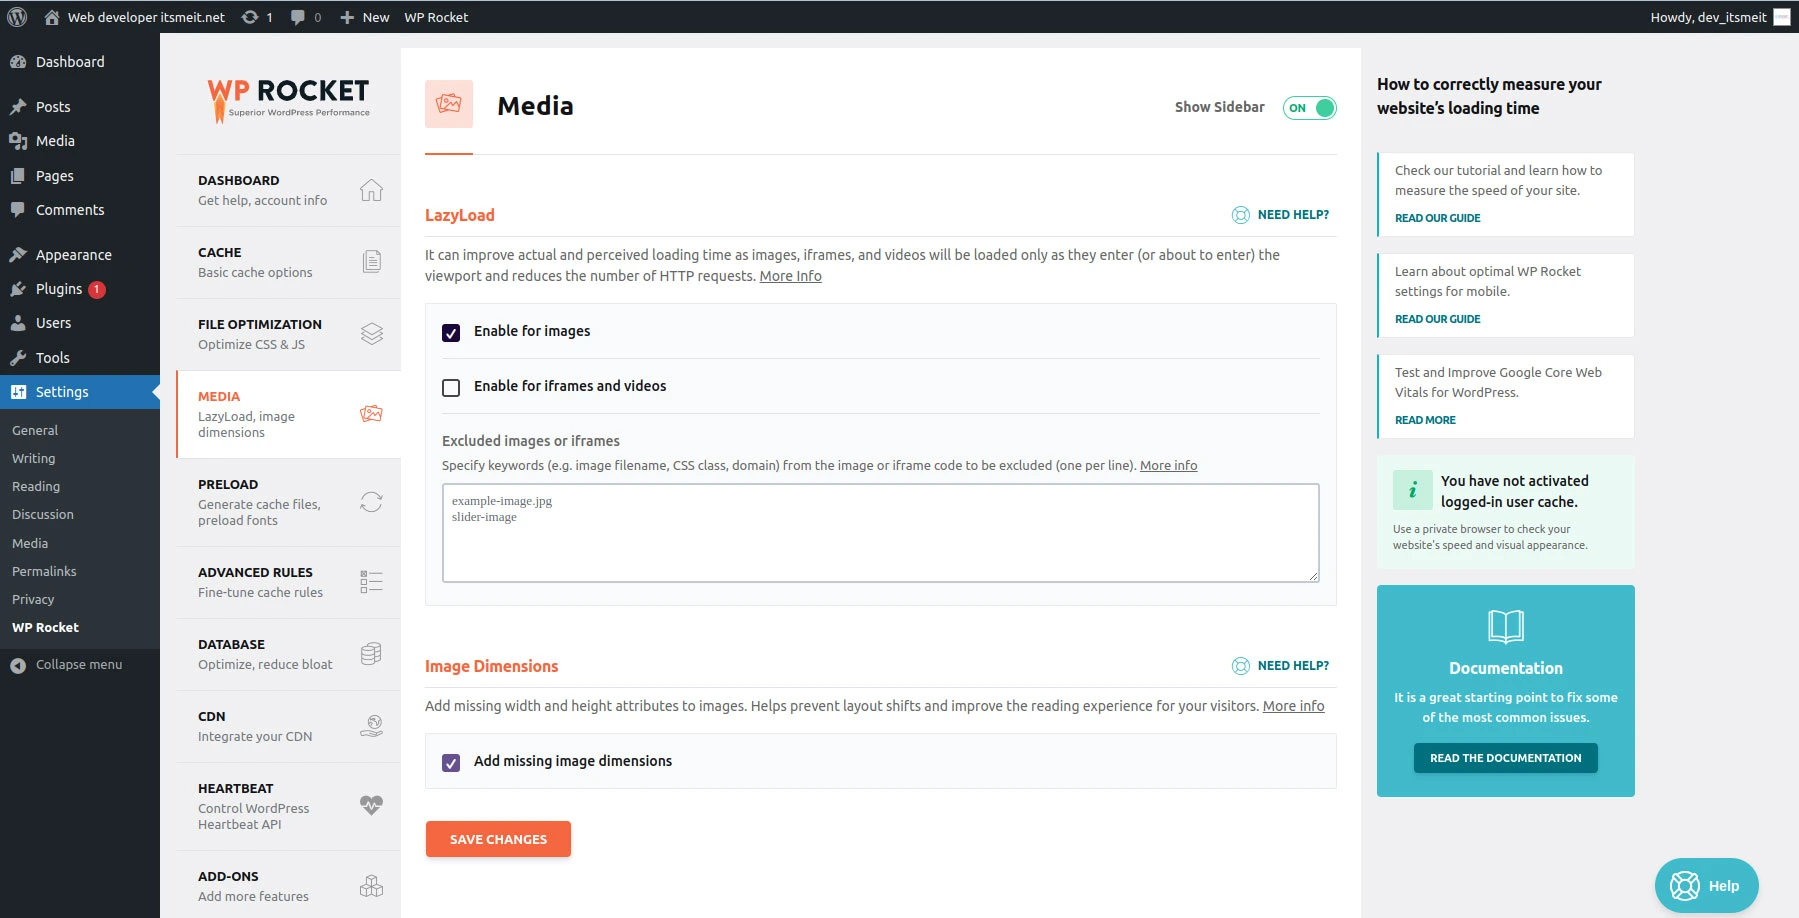 Web developer itsmeit.net
1
0
New
WP Rocket
Howdy, dev_itsmeit
Dashboard
Posts
Media
Pages
Comments
Appearance
Plugins 1
Users
Tools
Settings
General
Writing
Reading
Discussion
Media
Permalinks
Privacy
WP Rocket
Collapse menu
WP ROCKET
Superior WordPress Performance
DASHBOARD
Get help, account info
CACHE
Basic cache options
FILE OPTIMIZATION
Optimize CSS & JS
MEDIA
LazyLoad, image
dimensions
PRELOAD
Generate cache files,
preload fonts
ADVANCED RULES
Fine-tune cache rules
DATABASE
Optimize, reduce bloat
CDN
Integrate your CDN
HEARTBEAT
Control WordPress
Heartbeat API
ADD-ONS
Add more features
Media
Show Sidebar
ON
LazyLoad
NEED HELP?
It can improve actual and perceived loading time as images, iframes, and videos will be loaded only as they enter (or about to enter) the
viewport and reduces the number of HTTP requests. More Info
Enable for images
Enable for iframes and videos
Excluded images or iframes
Specify keywords (e.g. image filename, CSS class, domain) from the image or iframe code to be excluded (one per line). More info
example-image.jpg
slider-image
Image Dimensions
NEED HELP?
Add missing width and height attributes to images. Helps prevent layout shifts and improve the reading experience for your visitors. More info
Add missing image dimensions
SAVE CHANGES
How to correctly measure your
website's loading time
Check our tutorial and learn how to
measure the speed of your site.
READ OUR GUIDE
Learn about optimal WP Rocket
settings for mobile.
READ OUR GUIDE
Test and Improve Google Core Web
Vitals for WordPress.
READ MORE
i
You have not activated
logged-in user cache.
Use a private browser to check your
website's speed and visual appearance.
Documentation
It is a great starting point to fix some
of the most common issues.
READ THE DOCUMENTATION
Help